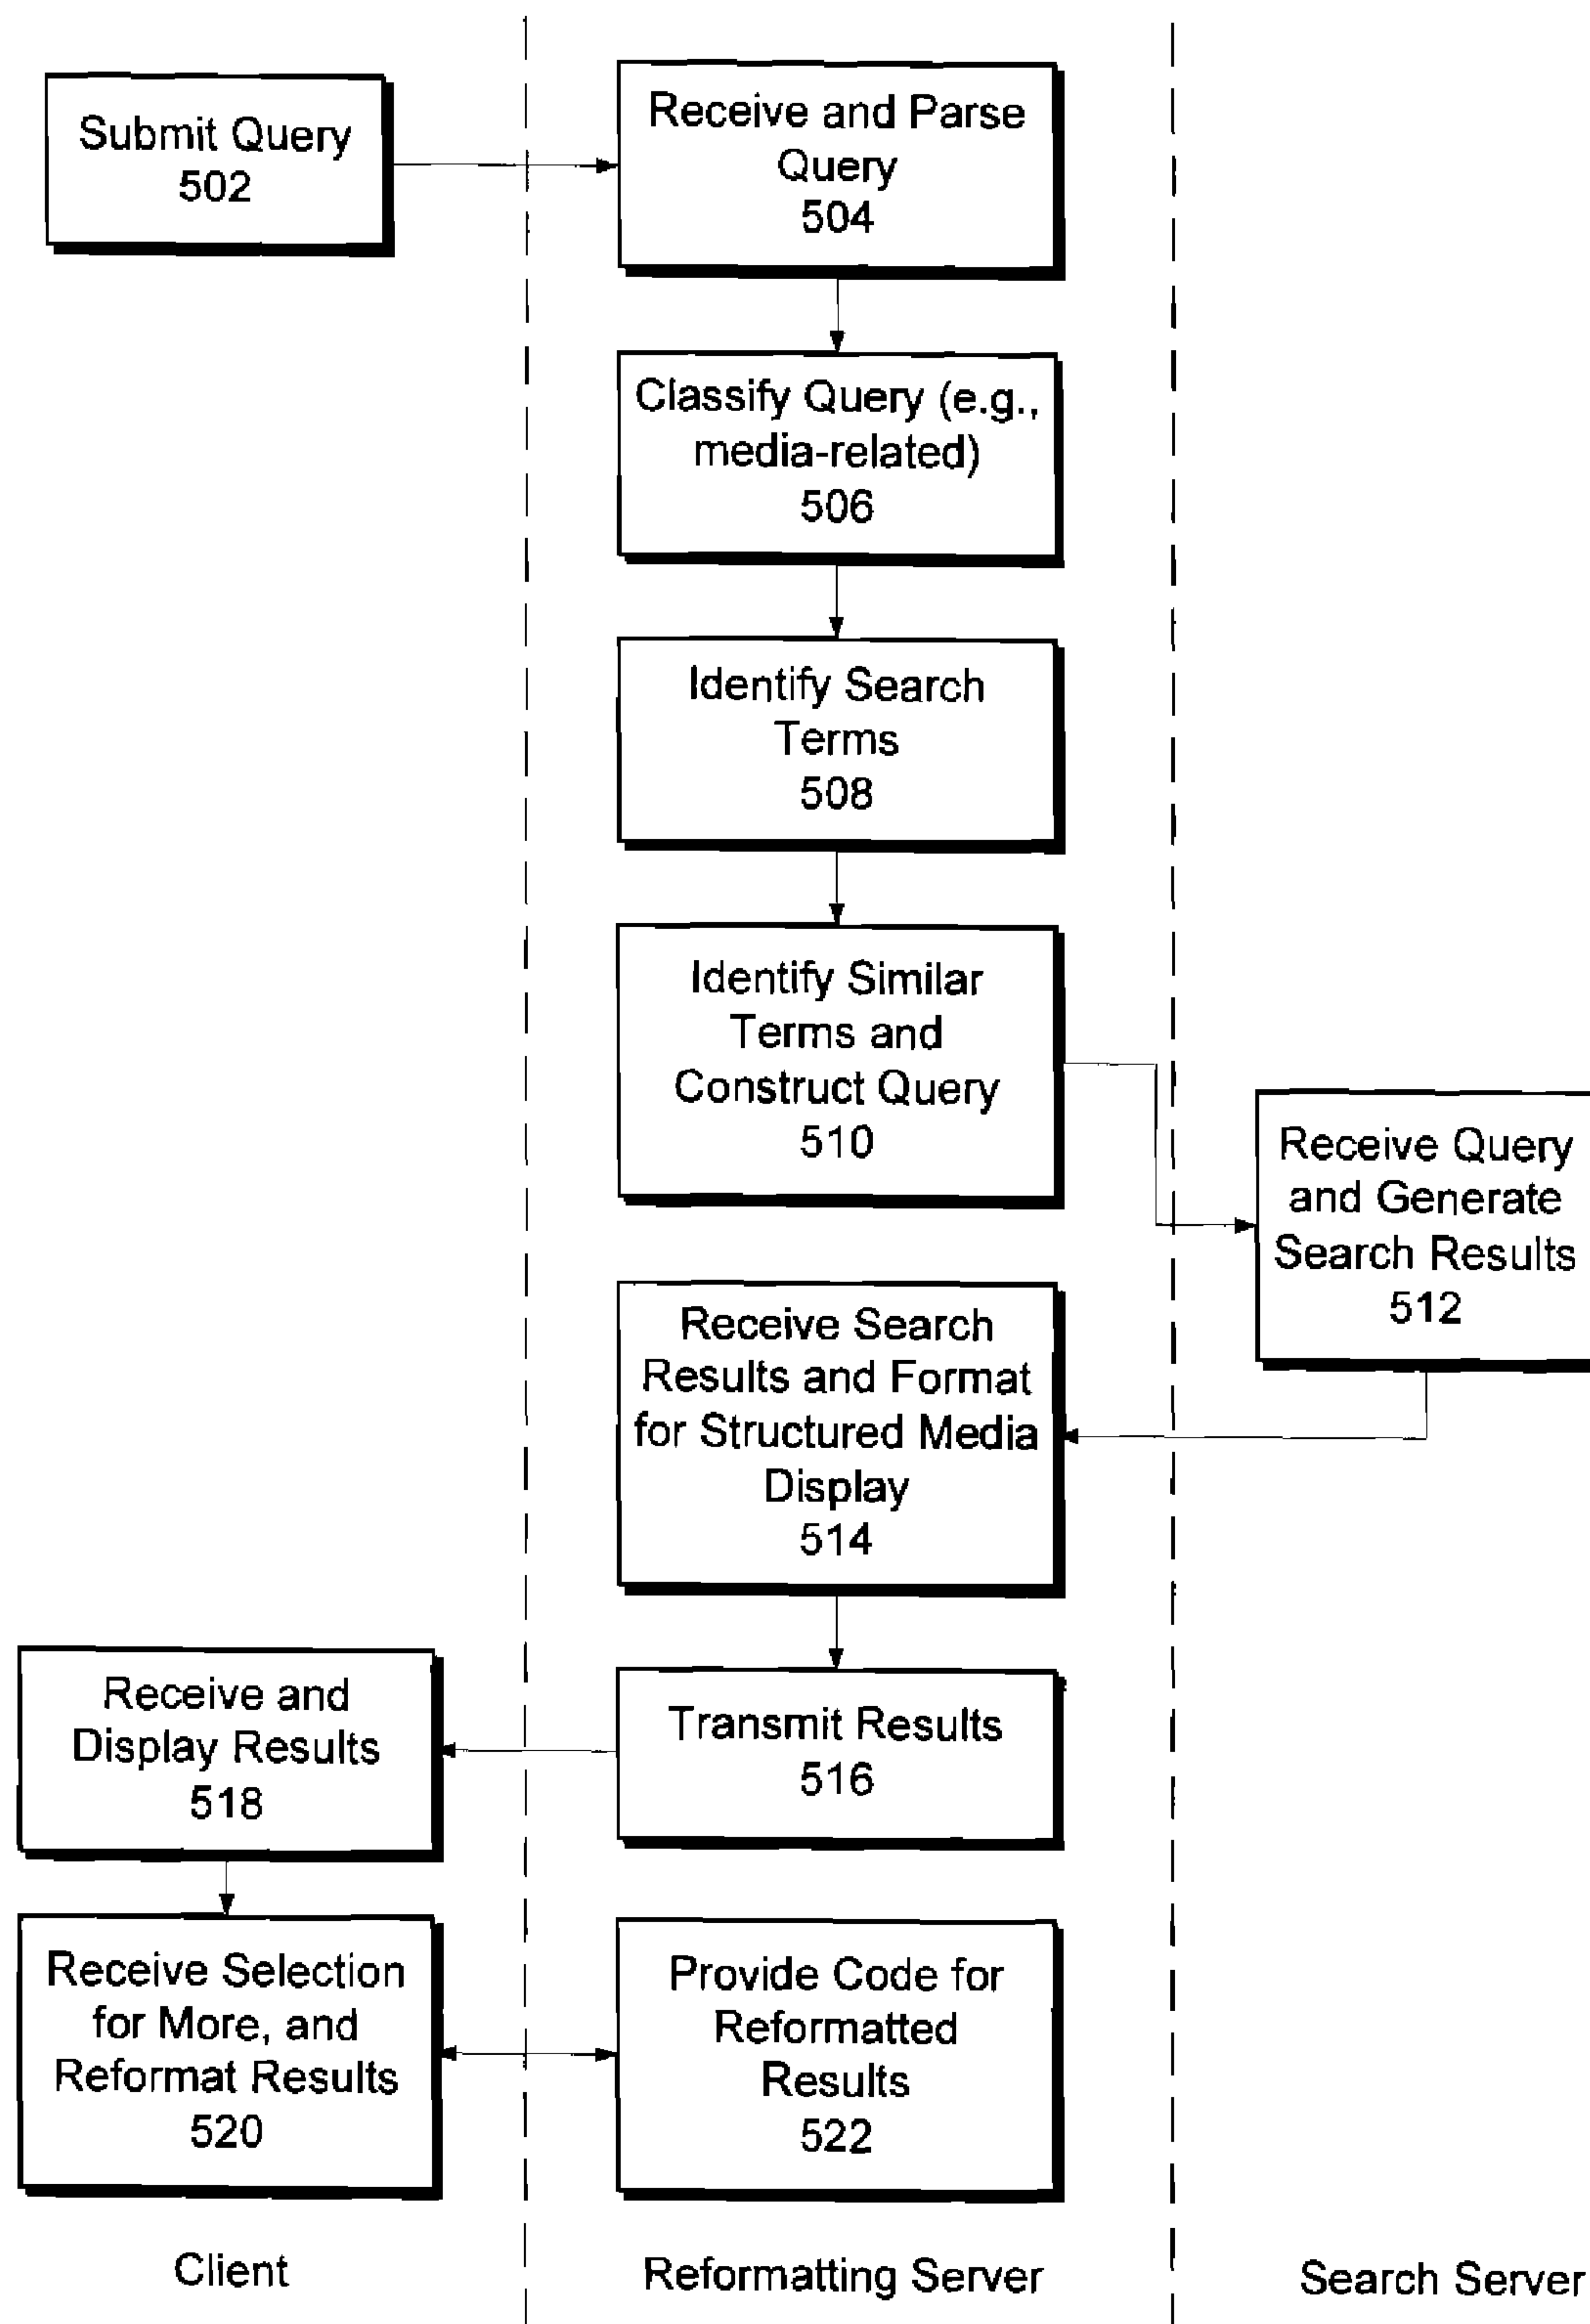 Submit Query
502
Receive and Parse
Query
504
Classify Query (e.g.,
media-related)
506
Identify Search
Terms
508
Identify Similar
Terms and
Construct Query
510
Receive Query
and Generate
Search Results
512
Receive Search
Results and Format
for Structured Media
Display
514
Transmit Results
516
Receive and
Display Results
518
Receive Selection
for More, and
Reformat Results
520
Provide Code for
Reformatted
Results
522
Client
Reformatting Server
Search Server